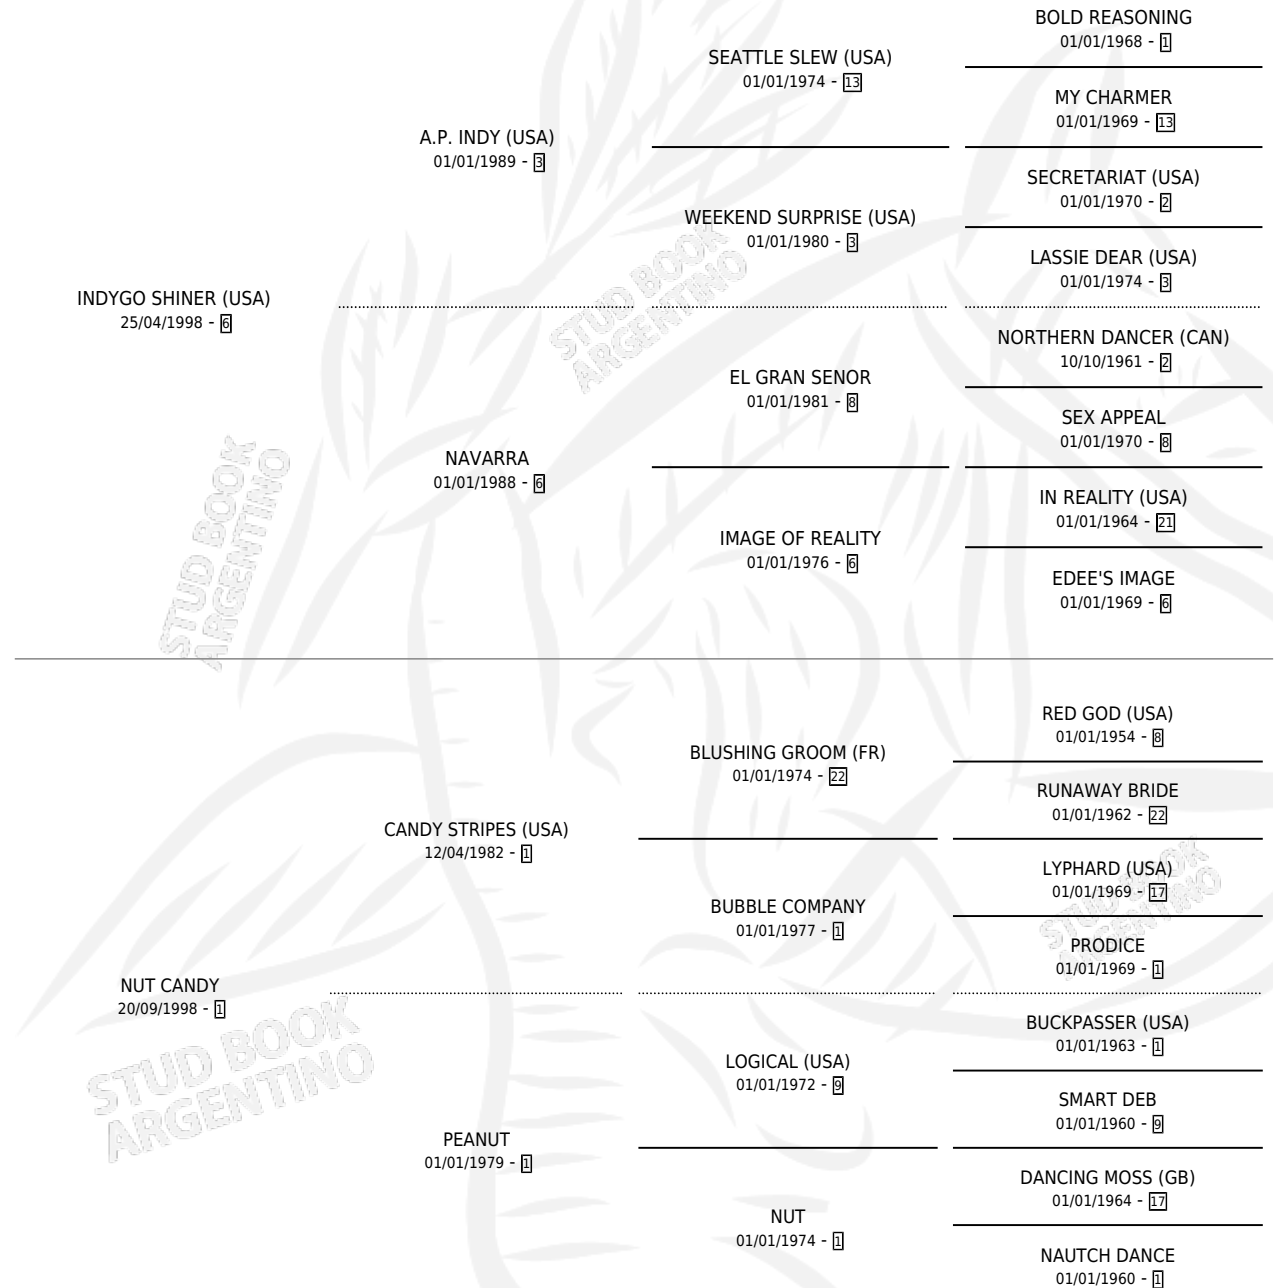 BOLD REASONING
01/01/1968 - 1
SEATTLE SLEW (USA)
01/01/1974 - 13
MY CHARMER
01/01/1969 - 13
A.P. INDY (USA)
01/01/1989 - 3
SECRETARIAT (USA)
01/01/1970 - 2
WEEKEND SURPRISE (USA)
01/01/1980 - 3
LASSIE DEAR (USA)
01/01/1974 - 3
INDYGO SHINER (USA)
25/04/1998 - 6
NORTHERN DANCER (CAN)
10/10/1961 - 2
EL GRAN SENOR
01/01/1981 - 8
SEX APPEAL
01/01/1970 - 8
NAVARRA
01/01/1988 - 6
IN REALITY (USA)
01/01/1964 - 21
IMAGE OF REALITY
01/01/1976 - 6
EDEE'S IMAGE
01/01/1969 - 6
RED GOD (USA)
01/01/1954 - 8
BLUSHING GROOM (FR)
01/01/1974 - 22
RUNAWAY BRIDE
01/01/1962 - 22
CANDY STRIPES (USA)
12/04/1982 - 1
LYPHARD (USA)
01/01/1969 - 17
BUBBLE COMPANY
01/01/1977 - 1
PRODICE
01/01/1969 - 1
NUT CANDY
20/09/1998 - 1
BUCKPASSER (USA)
01/01/1963 - 1
LOGICAL (USA)
01/01/1972 - 9
SMART DEB
01/01/1960 - 9
PEANUT
01/01/1979 - 1
DANCING MOSS (GB)
01/01/1964 - 17
NUT
01/01/1974 - 1
NAUTCH DANCE
01/01/1960 - 1
STUD BOOK
ARGENTINO
STUD BOOK
ARGENTINO
STUD BOOK
ARGENTINO
STUD BOOK
ARGENTINO